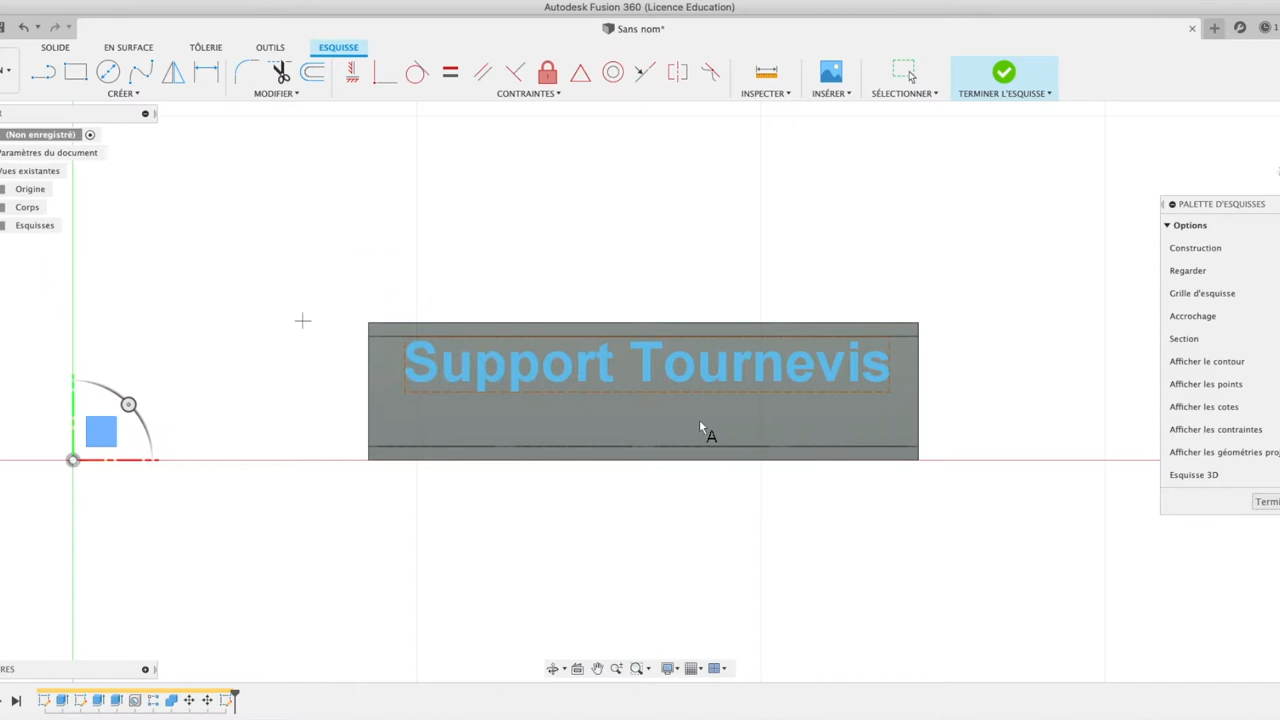 Autodesk Fusion 360 (Licence Education)
Sans nom*
SOLIDE
EN SURFACE
TÔLERIE
OUTILS
ESQUISSE
CRÉER
MODIFIER
CONTRAINTES
INSPECTER
INSÉRER
SÉLECTIONNER
TERMINER L'ESQUISSE
(Non enregistré)
Paramètres du document
Vues existantes
Origine
Corps
Esquisses
Support Tournevis
A
PALETTE D'ESQUISSES
Options
Construction
Regarder
Grille d'esquisse
Accrochage
Section
Afficher le contour
Afficher les points
Afficher les cotes
Afficher les contraintes
Afficher les géométries proj
Esquisse 3D
Termi
RES